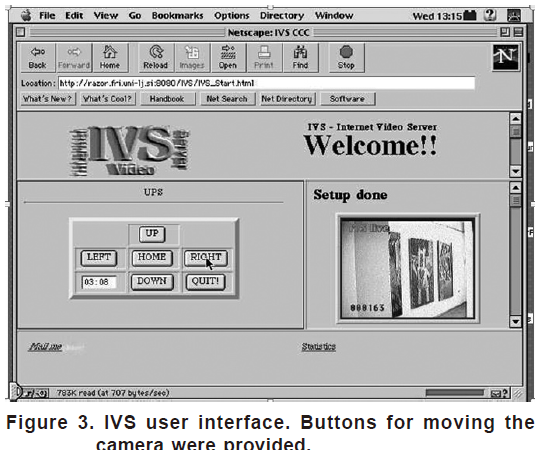 File Edit View Go Bookmarks Options Directory Window Wed 13:15
Netscape: IVS CCC
Back Forward Home Reload Images Open Print Find Stop
N
Location: http://razor.fri.uni-lj.si:8080/IVS/IVS_Start.html
What's New? What's Cool? Handbook Net Search Net Directory Software
Internet IVS Server
Video
IVS - Internet Video Server
Welcome!!
UPS
UP
LEFT HOME RIGHT
03:08 DOWN QUIT!
Setup done
live
000163
Mail me
Statistics
783K read (at 707 bytes/sec)
Figure 3. IVS user interface. Buttons for moving the
camera were provided.